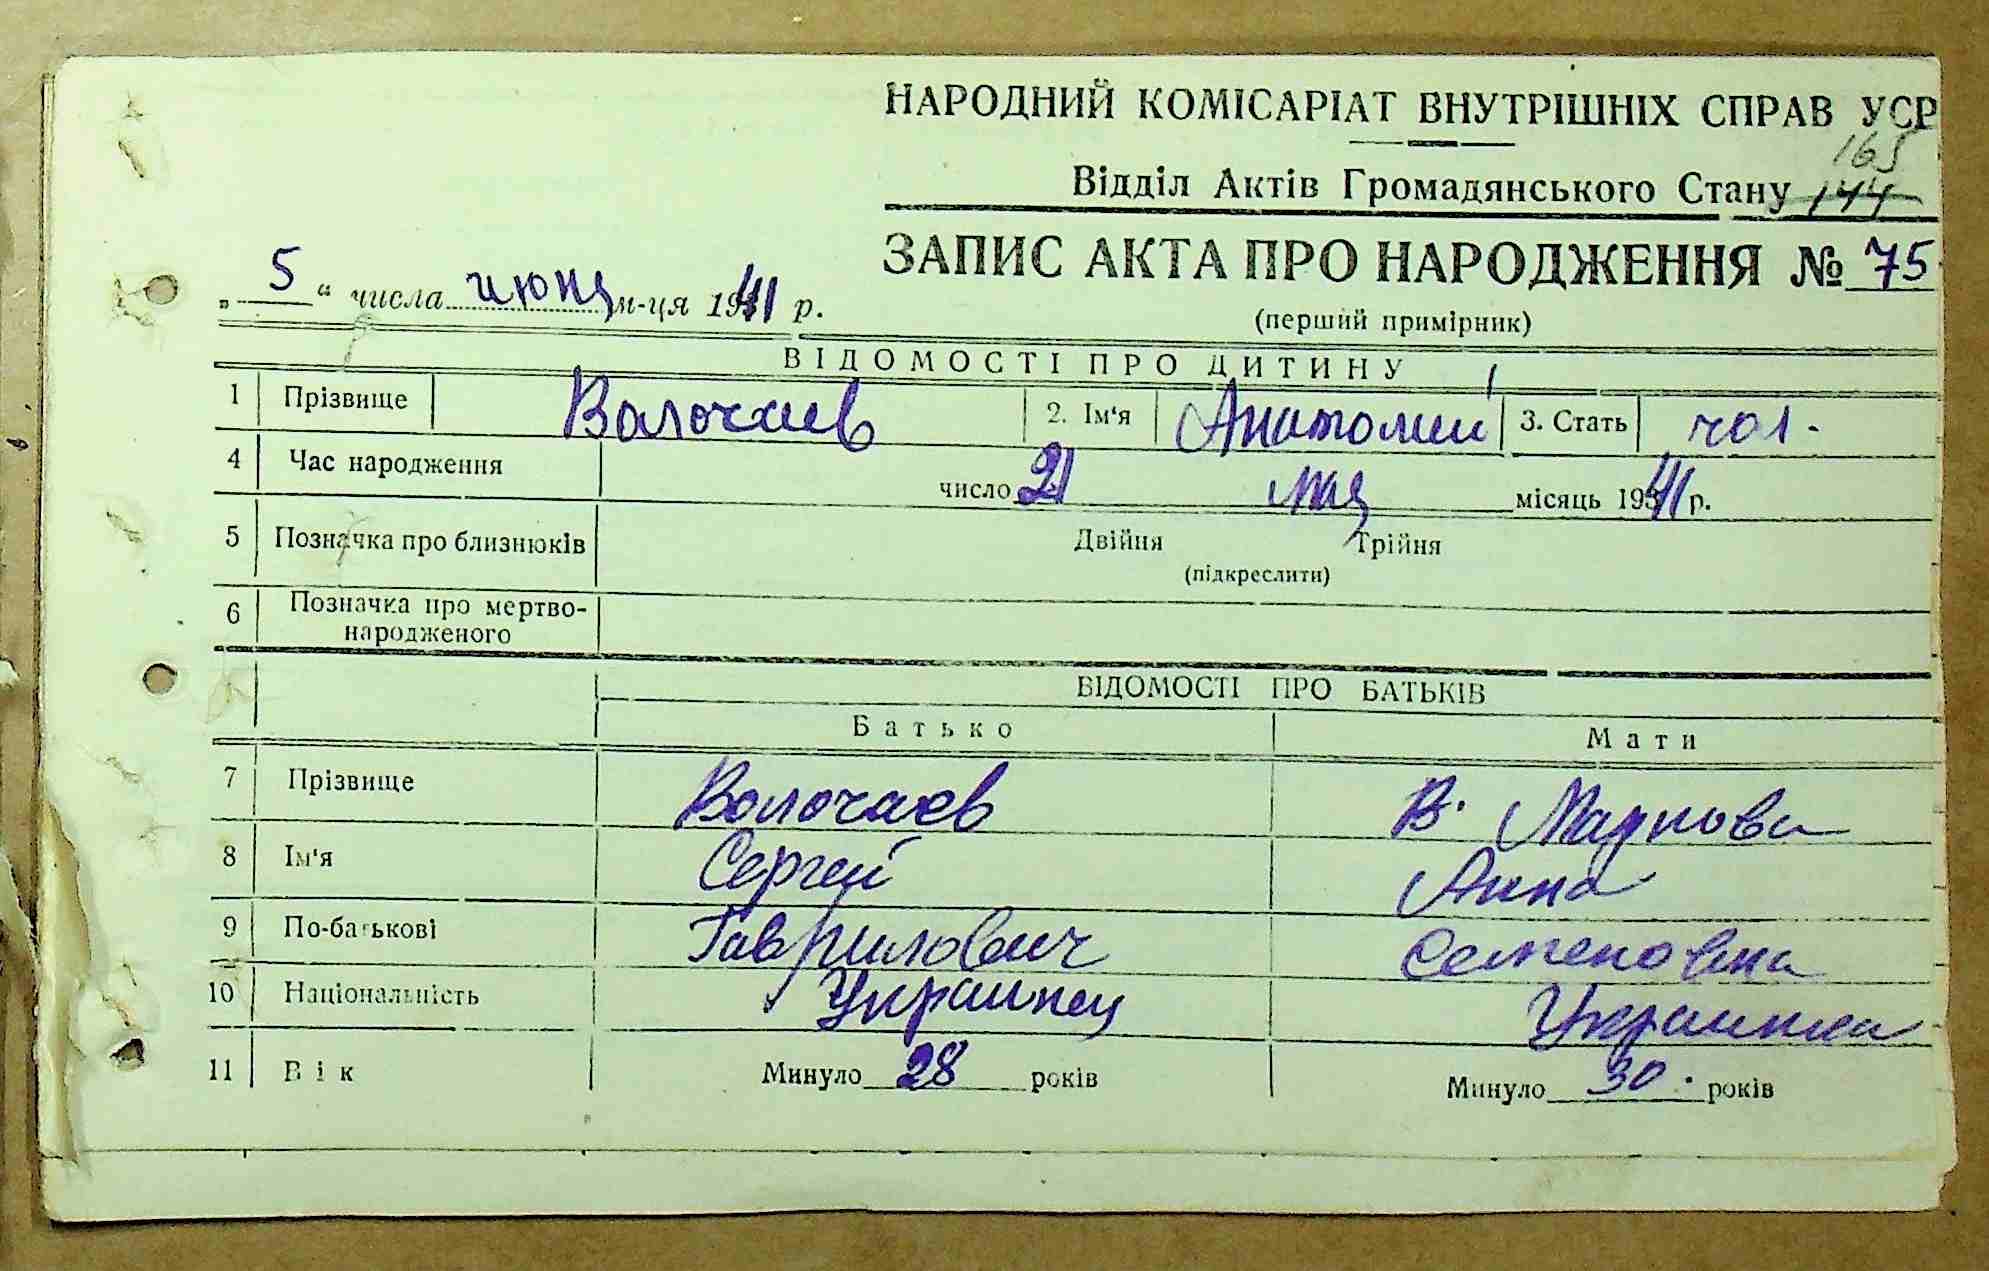 НАРОДНИЙ КОМІСАРІАТ ВНУТРІШНІХ СПРАВ УСР
165
Відділ Актів Громадянського Стану 144
ЗАПИС АКТА ПРО НАРОДЖЕННЯ № 75
„ 5 “ числа июня м-ця 1941 р.
(перший примірник)
ВІДОМОСТІ ПРО ДИТИНУ
1 Прізвище Волочаев 2. Ім'я Анатолий 3. Стать чол.
4 Час народження число 21 мая місяць 1941 р.
5 Позначка про близнюків Двійня Трійня
(підкреслити)
6 Позначка про мертво-
народженого
ВІДОМОСТІ ПРО БАТЬКІВ
Батько Мати
7 Прізвище Волочаев В. Маркова
8 Ім'я Сергей Анна
9 По-батькові Гаврилович Семеновна
10 Національність Украинец Украинка
11 Вік Минуло 28 років Минуло 30 років